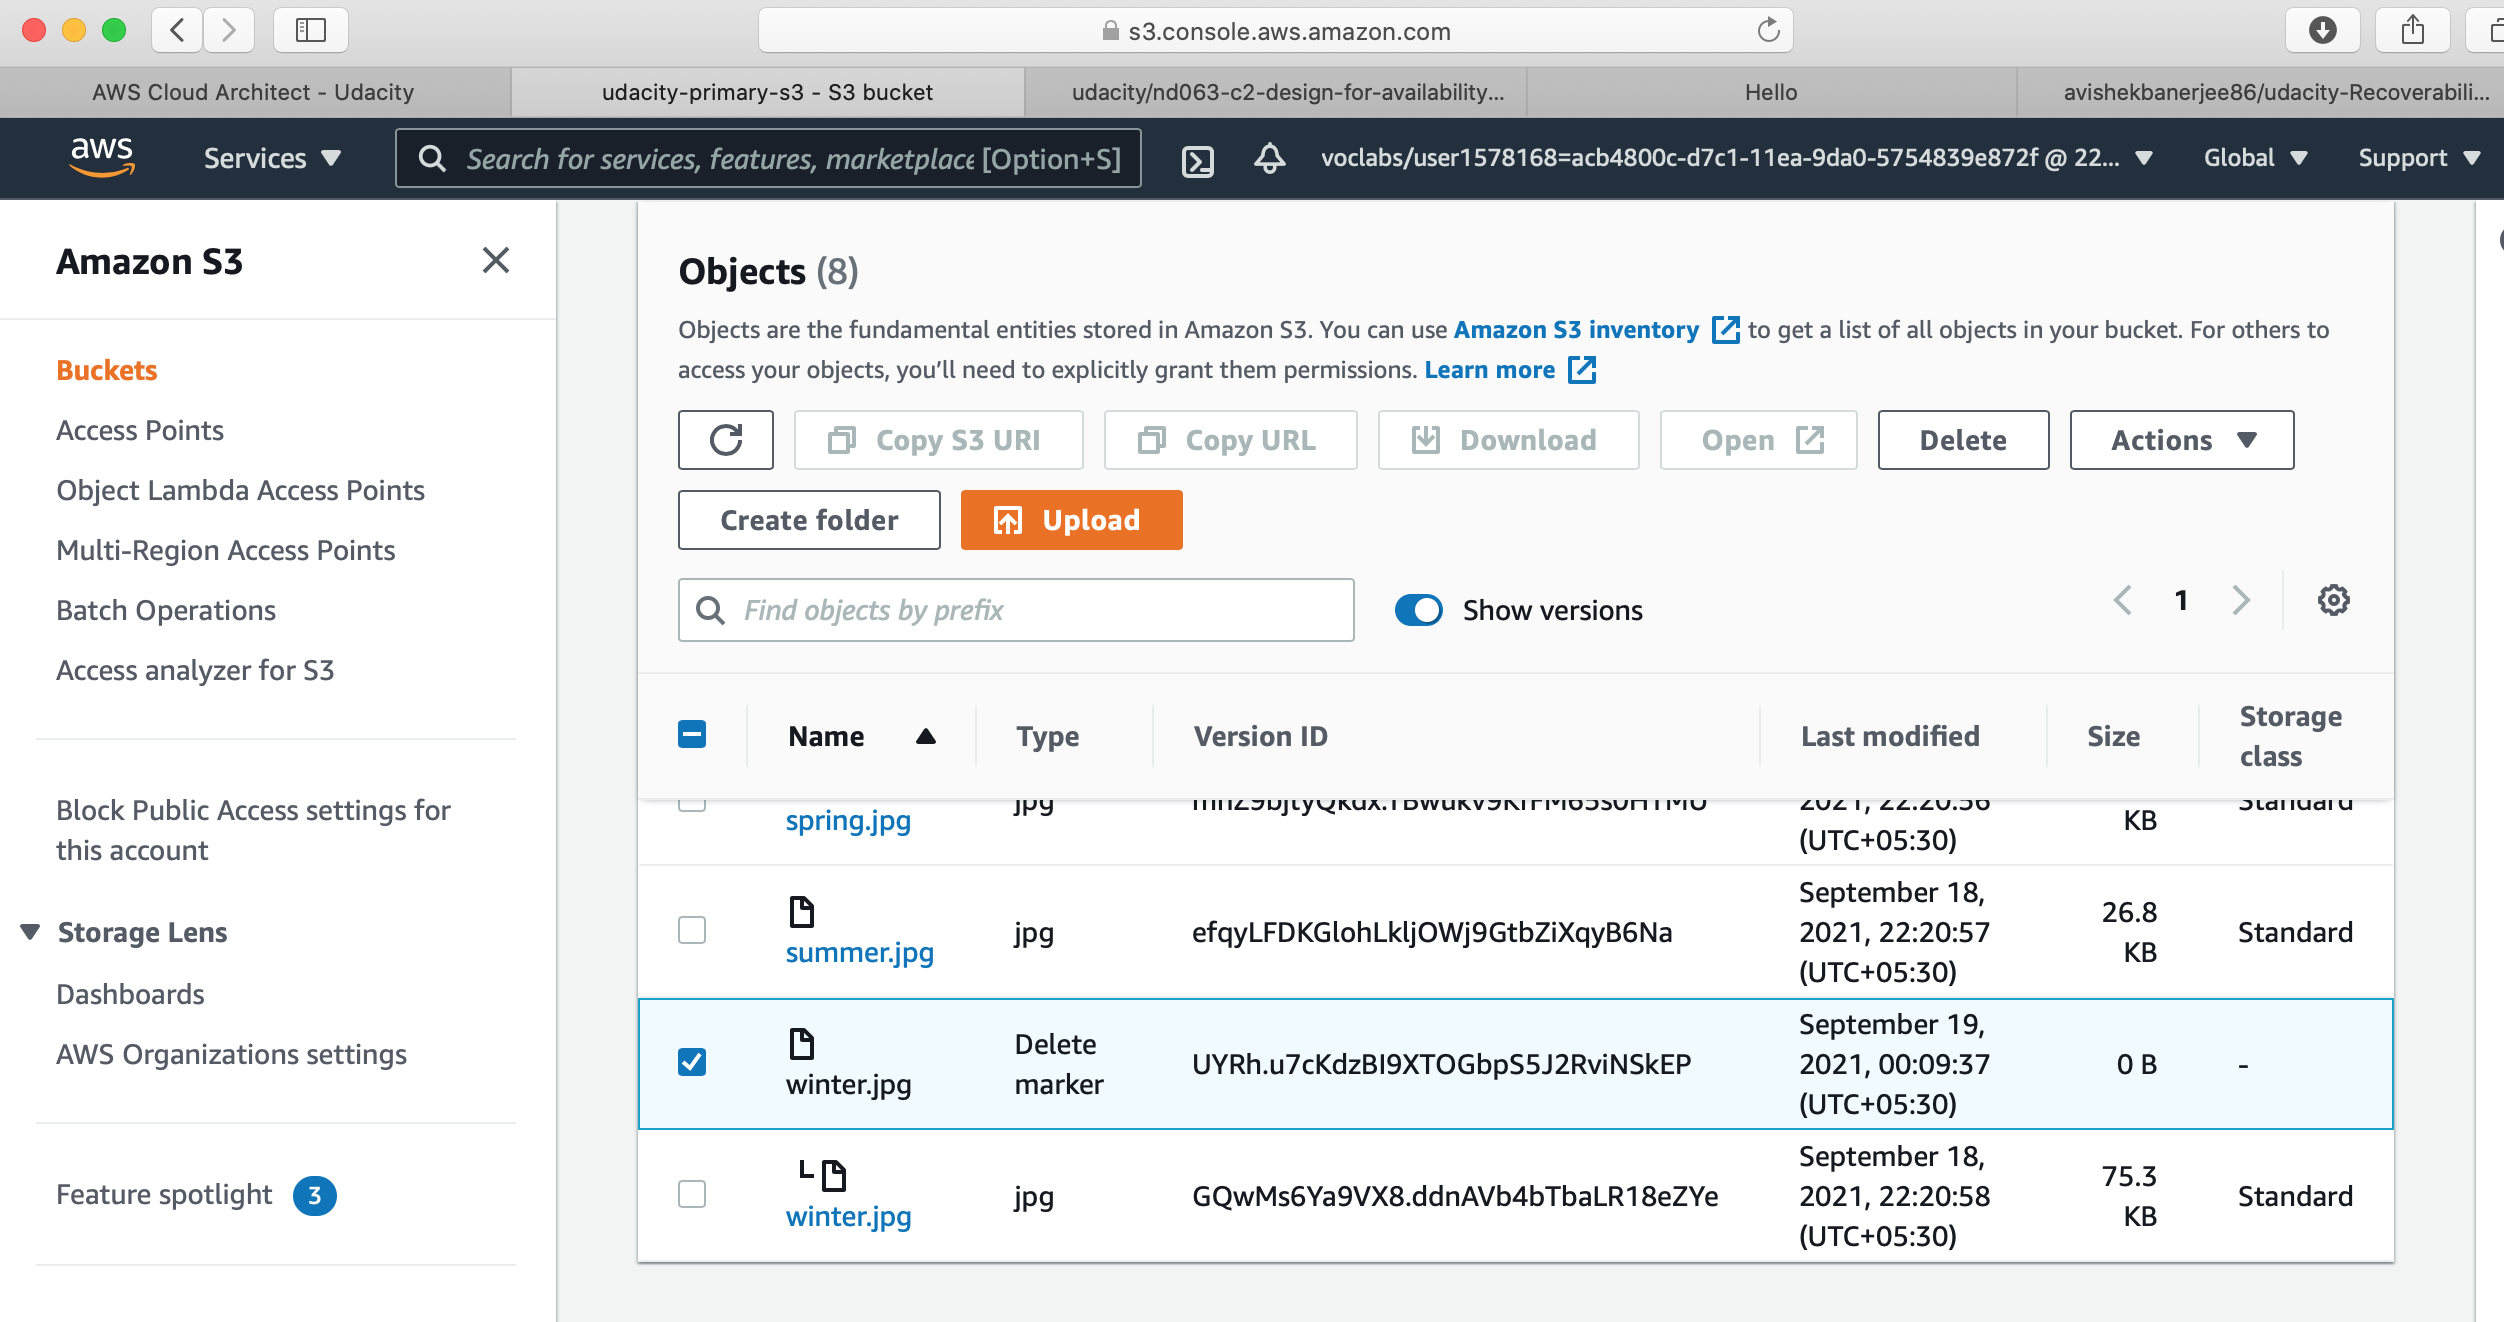 s3.console.aws.amazon.com
AWS Cloud Architect - Udacity
udacity-primary-s3 - S3 bucket
udacity/nd063-c2-design-for-availability...
Hello
avishekbanerjee86/udacity-Recoverabili...
aws
Services
Search for services, features, marketplace [Option+S]
voclabs/user1578168=acb4800c-d7c1-11ea-9da0-5754839e872f @ 22...
Global
Support
Amazon S3
Buckets
Access Points
Object Lambda Access Points
Multi-Region Access Points
Batch Operations
Access analyzer for S3
Block Public Access settings for
this account
Storage Lens
Dashboards
AWS Organizations settings
Feature spotlight 3
Objects (8)
Objects are the fundamental entities stored in Amazon S3. You can use Amazon S3 inventory to get a list of all objects in your bucket. For others to
access your objects, you'll need to explicitly grant them permissions. Learn more
Copy S3 URI
Copy URL
Download
Open
Delete
Actions
Create folder
Upload
Find objects by prefix
Show versions
1
Name
Type
Version ID
Last modified
Size
Storage
class
spring.jpg
jpg
2021, 22:20:56
(UTC+05:30)
KB
Standard
summer.jpg
jpg
efqyLFDKGlohLkljOWj9GtbZiXqyB6Na
September 18,
2021, 22:20:57
(UTC+05:30)
26.8
KB
Standard
winter.jpg
Delete
marker
UYRh.u7cKdzBI9XTOGbpS5J2RviNSkEP
September 19,
2021, 00:09:37
(UTC+05:30)
0 B
-
winter.jpg
jpg
GQwMs6Ya9VX8.ddnAVb4bTbaLR18eZYe
September 18,
2021, 22:20:58
(UTC+05:30)
75.3
KB
Standard